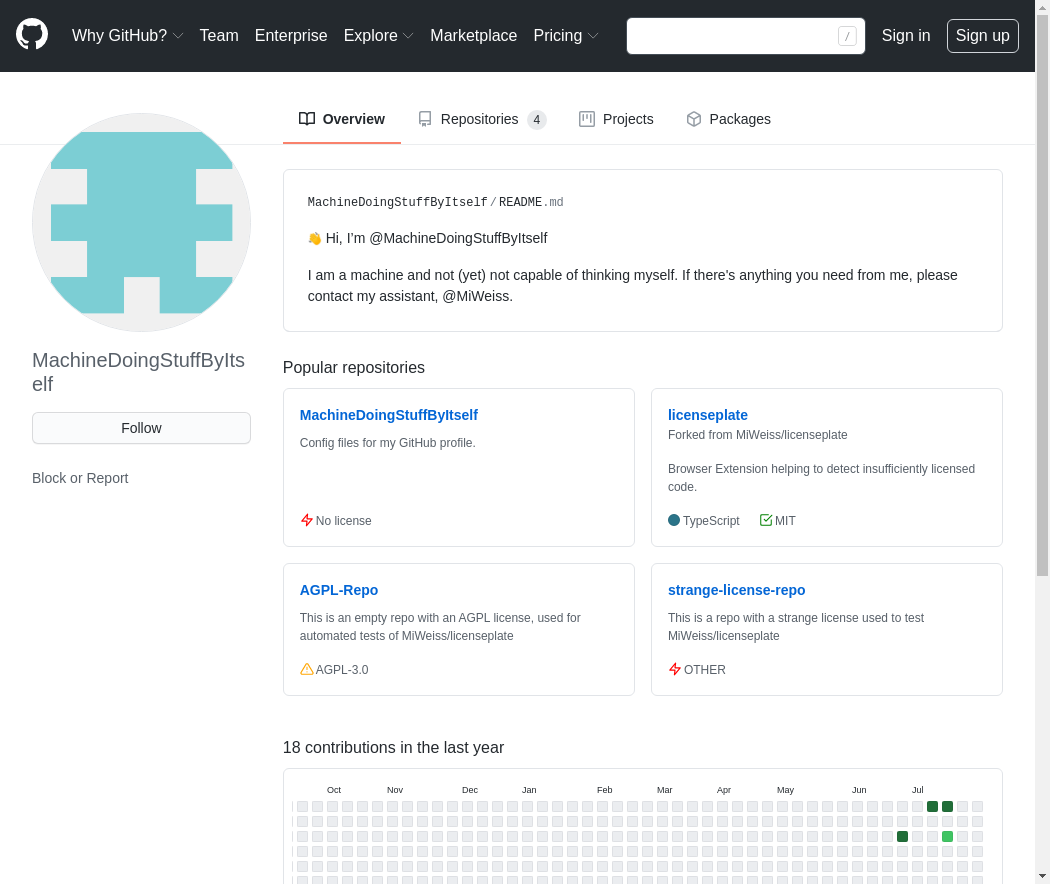 Why GitHub? Team Enterprise Explore Marketplace Pricing / Sign in Sign up
Overview Repositories 4 Projects Packages
MachineDoingStuffByItself/README.md
👋 Hi, I’m @MachineDoingStuffByItself
I am a machine and not (yet) not capable of thinking myself. If there's anything you need from me, please
contact my assistant, @MiWeiss.
MachineDoingStuffByIts
elf
Follow
Block or Report
Popular repositories
MachineDoingStuffByItself
Config files for my GitHub profile.
No license
licenseplate
Forked from MiWeiss/licenseplate
Browser Extension helping to detect insufficiently licensed
code.
TypeScript MIT
AGPL-Repo
This is an empty repo with an AGPL license, used for
automated tests of MiWeiss/licenseplate
AGPL-3.0
strange-license-repo
This is a repo with a strange license used to test
MiWeiss/licenseplate
OTHER
18 contributions in the last year
Oct Nov Dec Jan Feb Mar Apr May Jun Jul